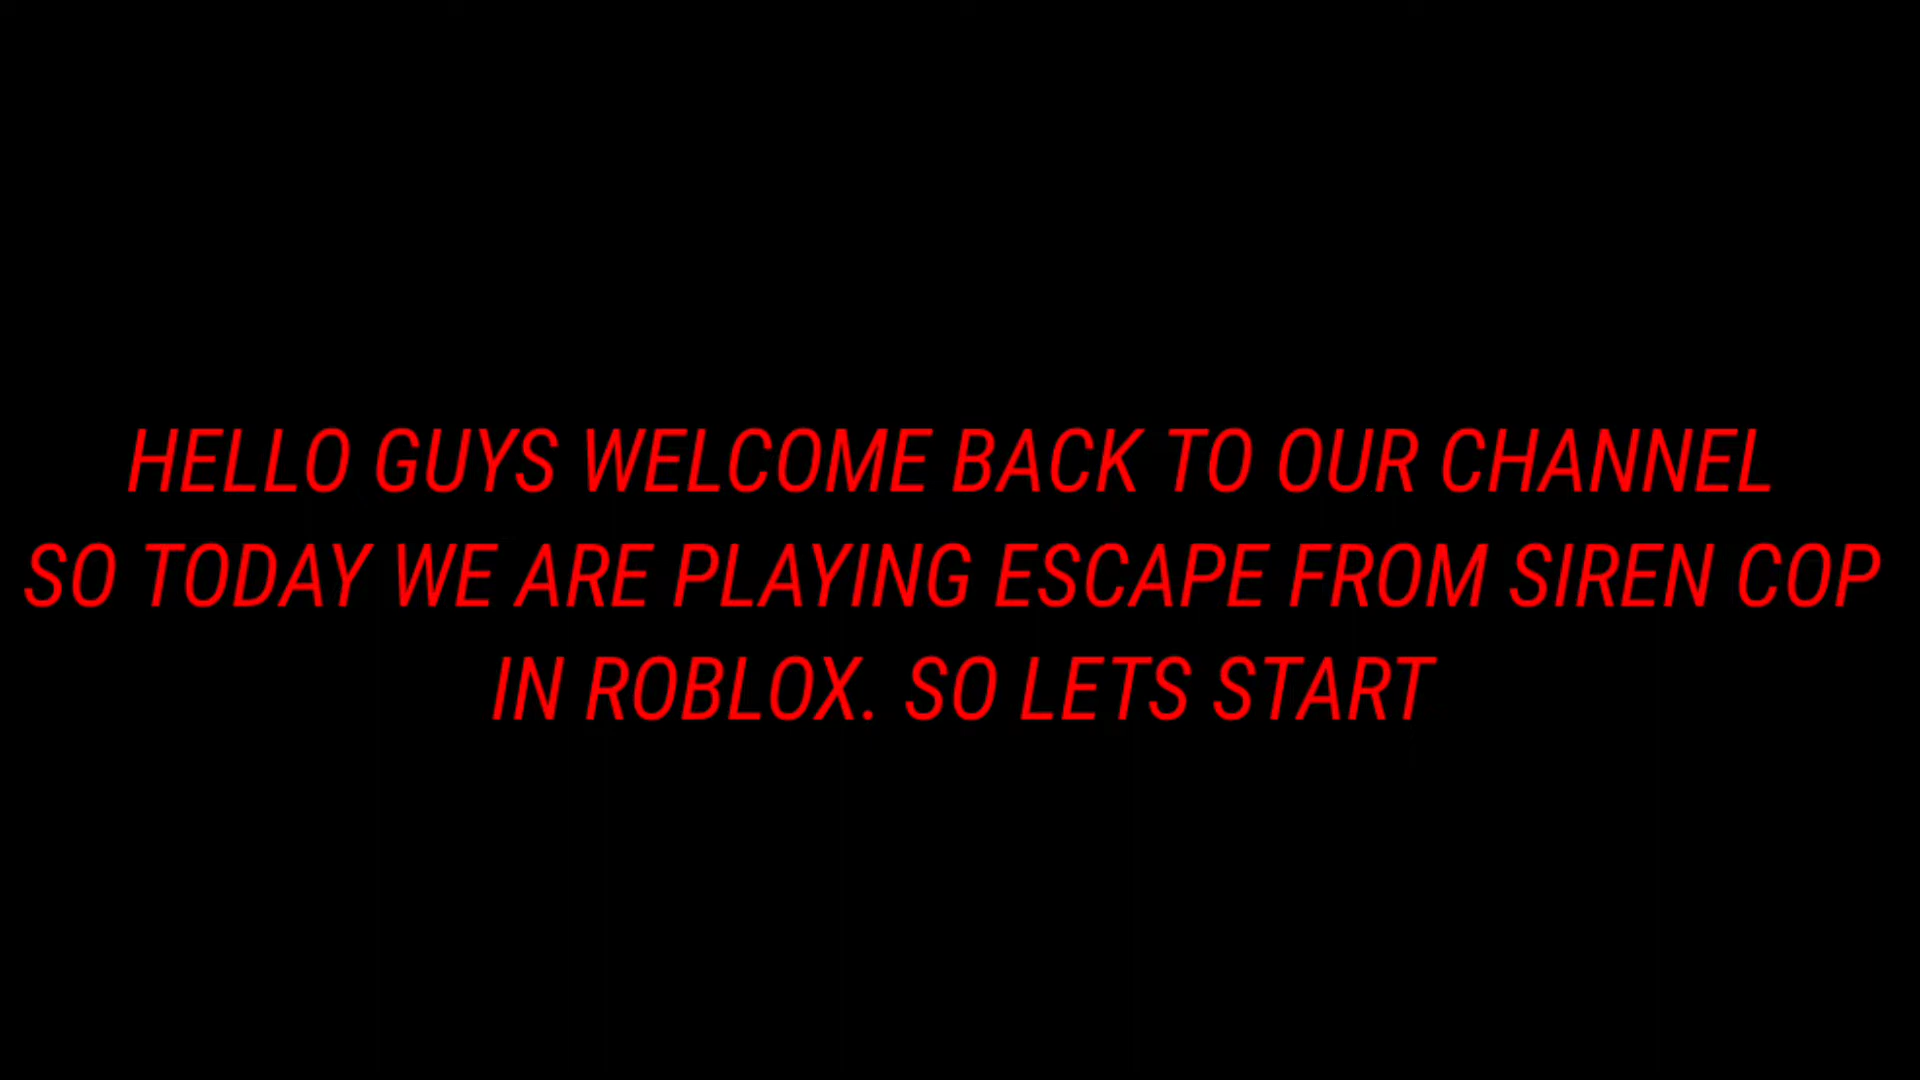 HELLO GUYS WELCOME BACK TO OUR CHANNEL
SO TODAY WE ARE PLAYING ESCAPE FROM SIREN COP
IN ROBLOX. SO LETS START